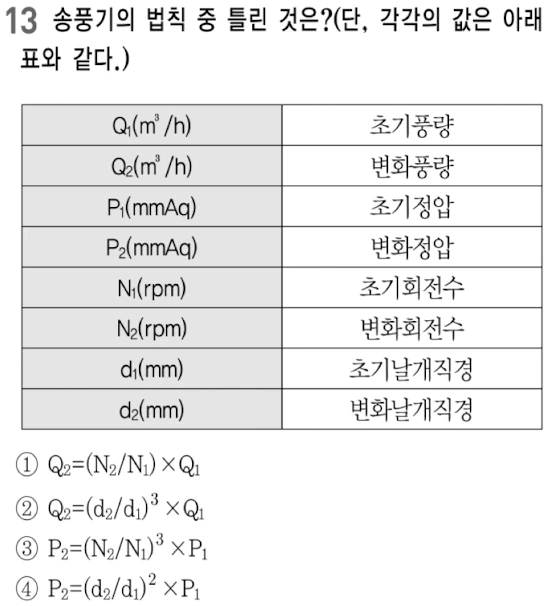 13 송풍기의 법칙 중 틀린 것은?(단, 각각의 값은 아래
표와 같다.)
Q₁(m³/h) 초기풍량
Q₂(m³/h) 변화풍량
P₁(mmAq) 초기정압
P₂(mmAq) 변화정압
N₁(rpm) 초기회전수
N₂(rpm) 변화회전수
d₁(mm) 초기날개직경
d₂(mm) 변화날개직경
① Q₂=(N₂/N₁)×Q₁
② Q₂=(d₂/d₁)³×Q₁
③ P₂=(N₂/N₁)³×P₁
④ P₂=(d₂/d₁)²×P₁